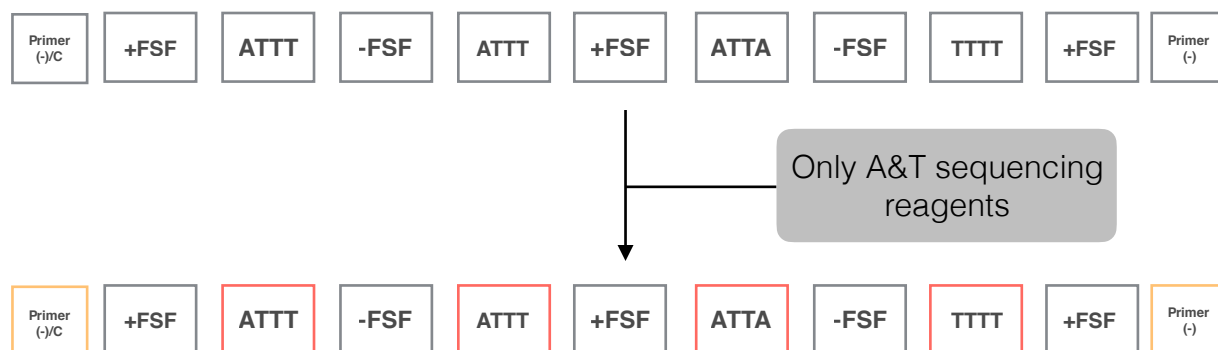 Primer
(-)/C
+FSF
ATTT
-FSF
ATTT
+FSF
ATTA
-FSF
TTTT
+FSF
Primer
(-)
Only A&T sequencing
reagents
Primer
(-)/C
+FSF
ATTT
-FSF
ATTT
+FSF
ATTA
-FSF
TTTT
+FSF
Primer
(-)